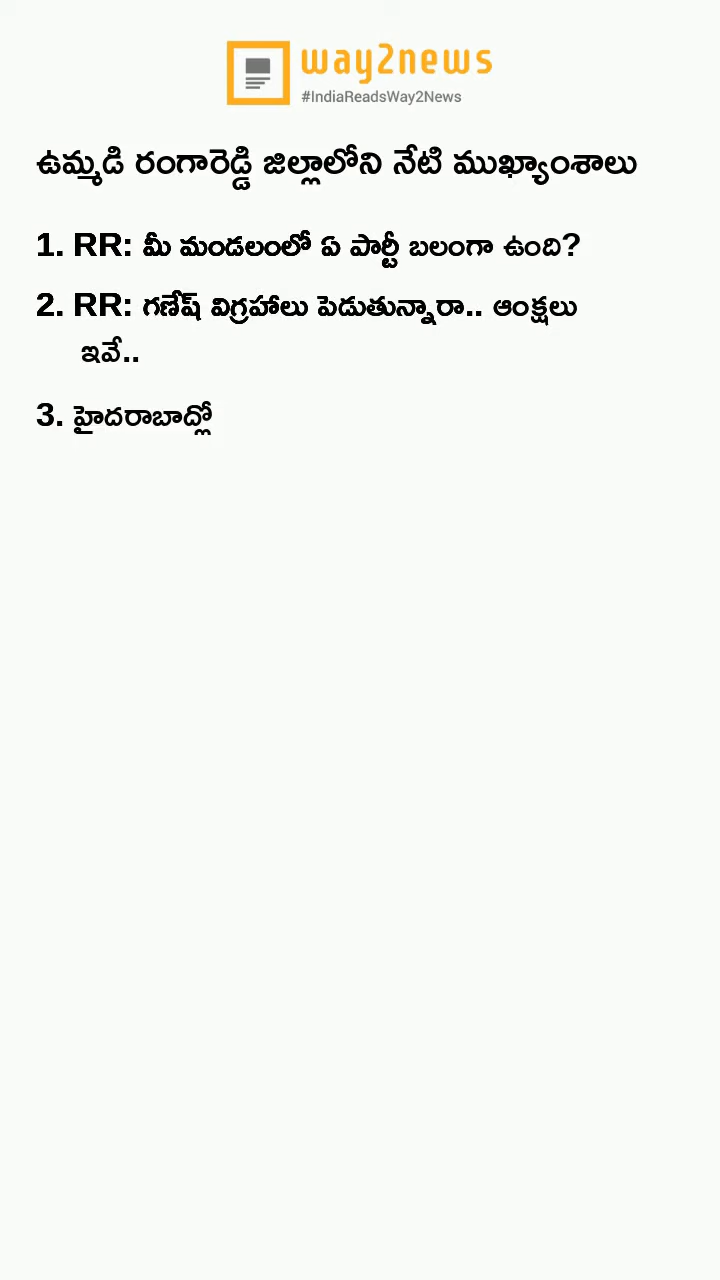 way2news
#IndiaReadsWay2News
ఉమ్మడి రంగారెడ్డి జిల్లాలోని నేటి ముఖ్యాంశాలు
1. RR: మీ మండలంలో ఏ పార్టీ బలంగా ఉంది?
2. RR: గణేష్ విగ్రహాలు పెడుతున్నారా.. ఆంక్షలు
ఇవే..
3. హైదరాబాద్లో